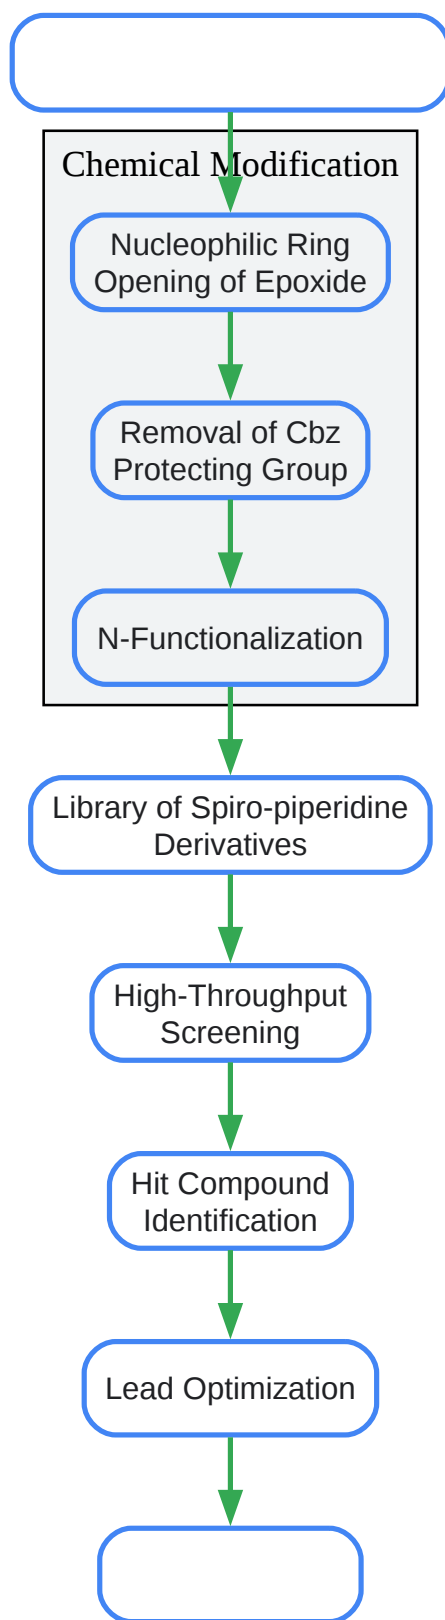 Chemical Modification
Nucleophilic Ring
Opening of Epoxide
Removal of Cbz
Protecting Group
N-Functionalization
Library of Spiro-piperidine
Derivatives
High-Throughput
Screening
Hit Compound
Identification
Lead Optimization